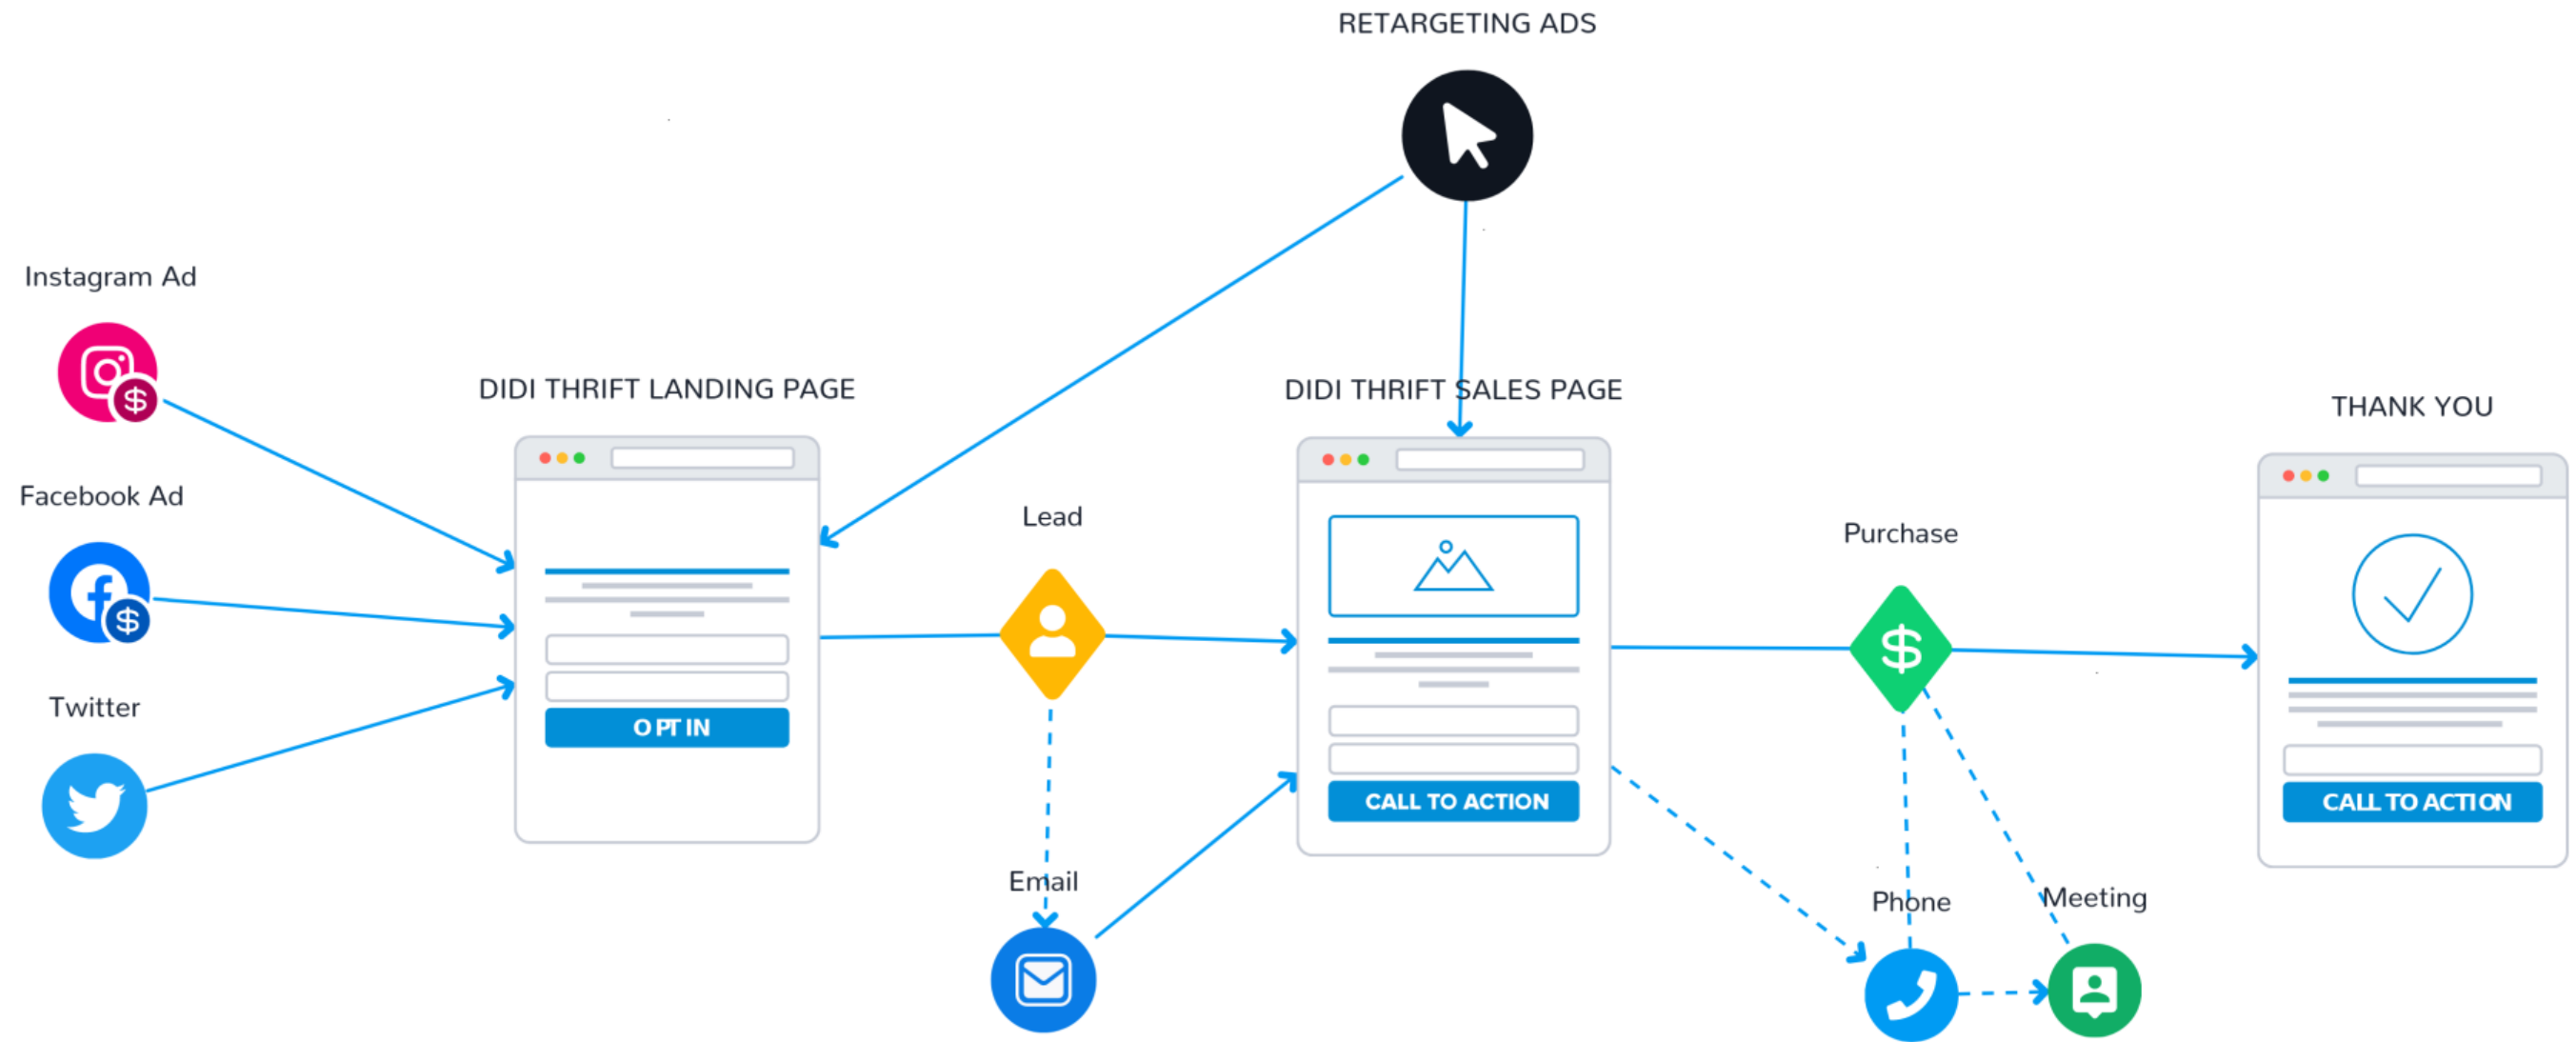 RETARGETING ADS
Instagram Ad
DIDI THRIFT LANDING PAGE
DIDI THRIFT SALES PAGE
THANK YOU
Facebook Ad
Lead
Purchase
Twitter
OPT IN
CALL TO ACTION
CALL TO ACTION
Email
Phone
Meeting